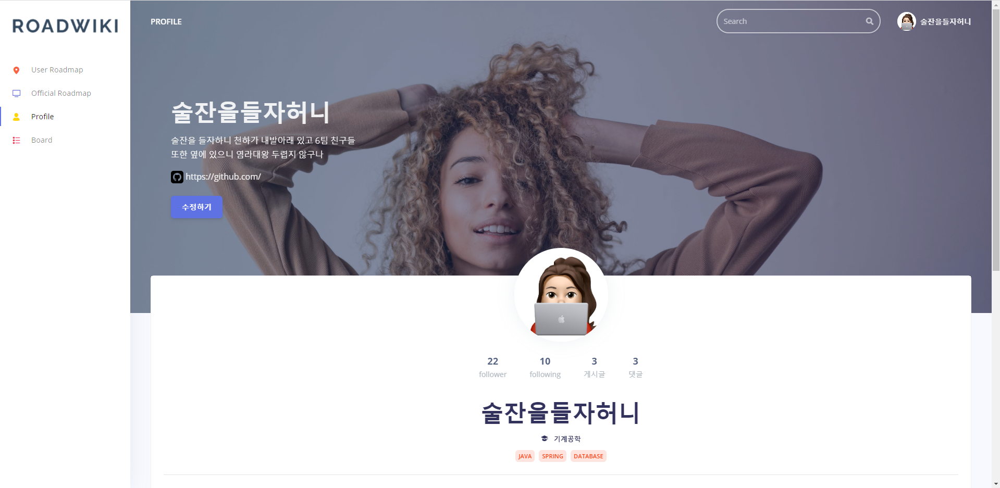 ROADWIKI
User Roadmap
Official Roadmap
Profile
Board
PROFILE
Search
술잔을들자허니
술잔을들자허니
술잔을 들자하니 천하가 내발아래 있고 6팀 친구들
또한 옆에 있으니 염라대왕 두렵지 않구나
https://github.com/
수정하기
22 10 3 3
follower following 게시글 댓글
술잔을들자허니
기계공학
JAVA SPRING DATABASE